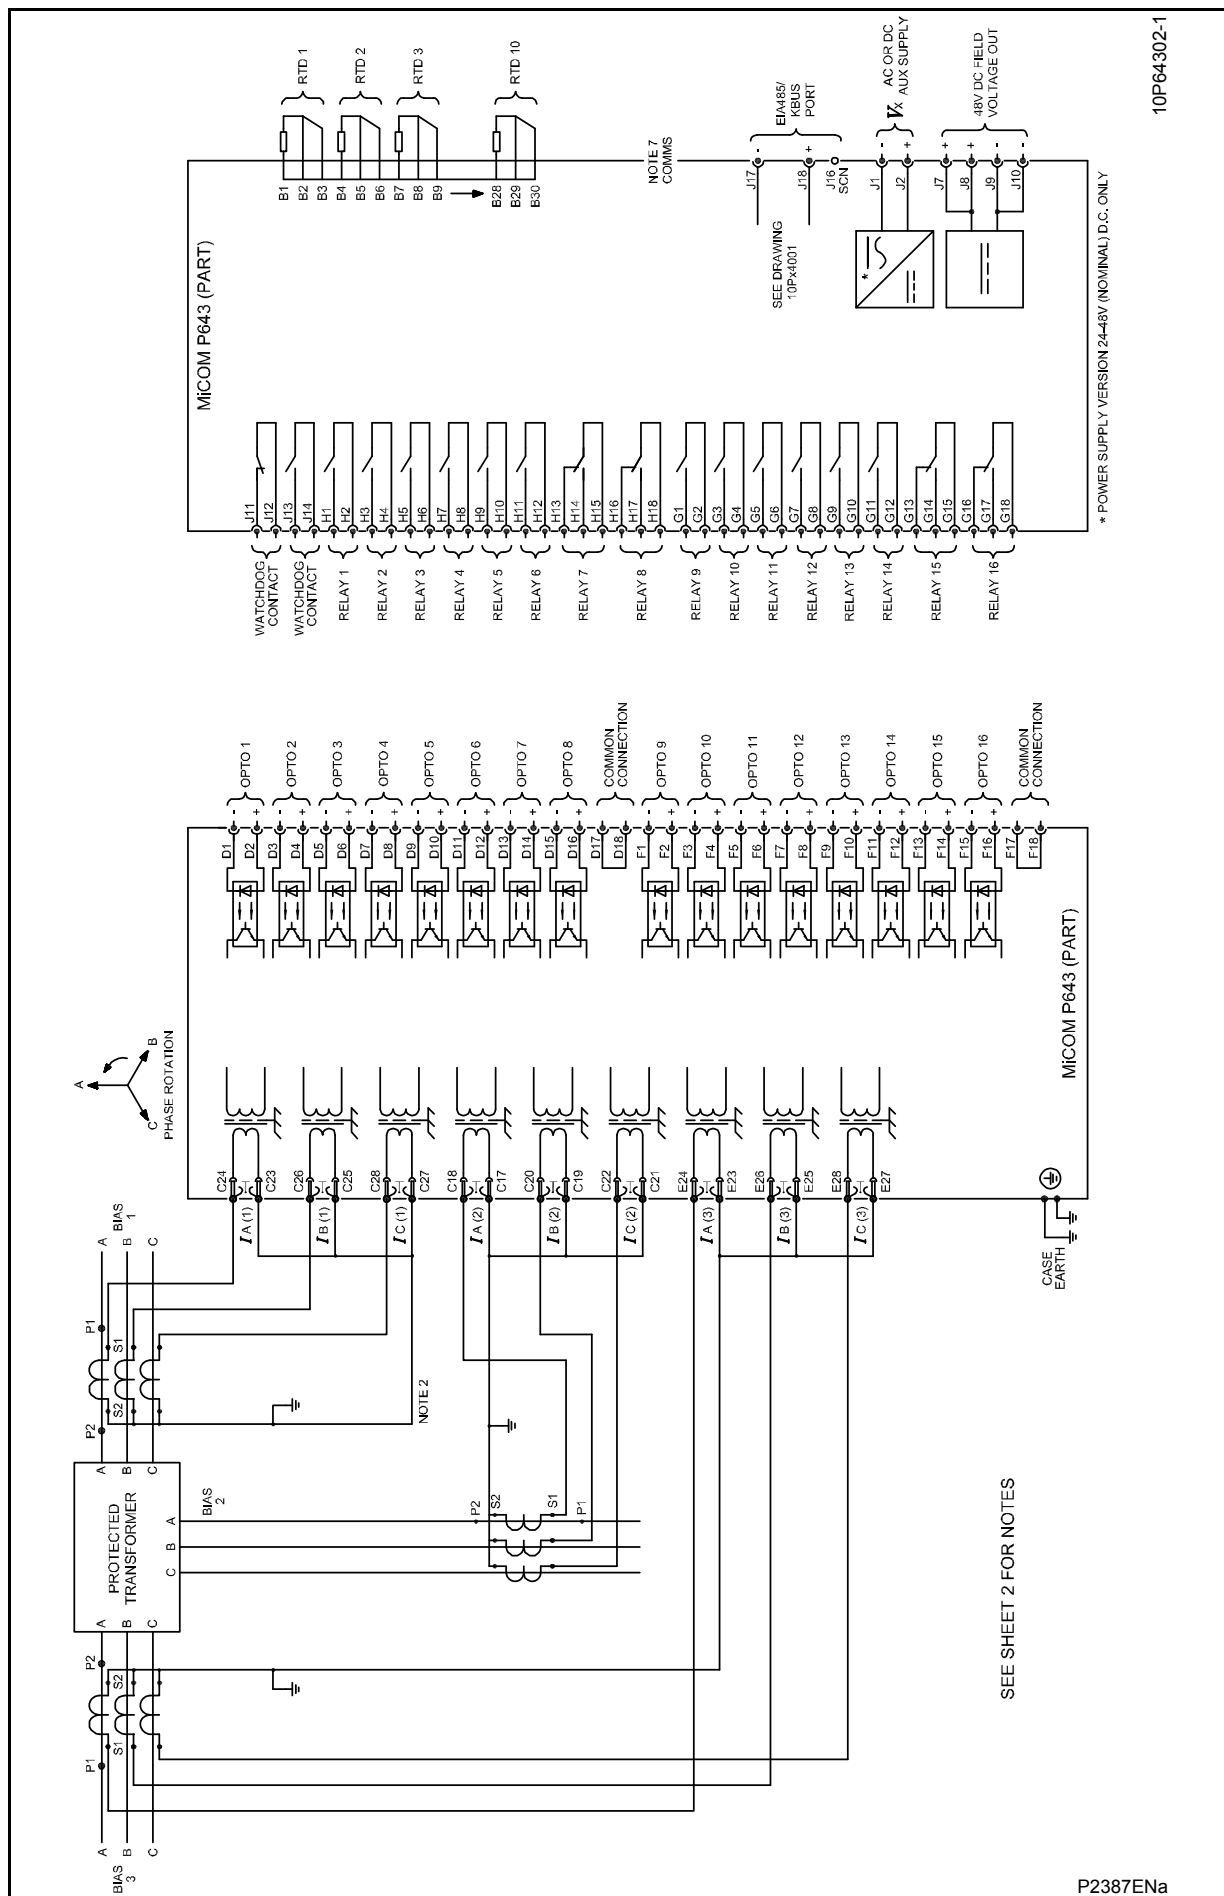 10P64302-1
MiCOM P643 (PART)
RTD 1
RTD 2
RTD 3
RTD 10
B1
B2
B3
B4
B5
B6
B7
B8
B9
B28
B29
B30
NOTE 7
COMMS
EIA485/
KBUS
PORT
-
+
J17
J18
J16
SCN
SEE DRAWING
10Px4001
Vx
AC OR DC
AUX SUPPLY
-
+
J1
J2
*
48V DC FIELD
VOLTAGE OUT
+
+
-
-
J7
J8
J9
J10
* POWER SUPPLY VERSION 24-48V (NOMINAL) D.C. ONLY
J11
J12
J13
J14
H1
H2
H3
H4
H5
H6
H7
H8
H9
H10
H11
H12
H13
H14
H15
H16
H17
H18
G1
G2
G3
G4
G5
G6
G7
G8
G9
G10
G11
G12
G13
G14
G15
G16
G17
G18
WATCHDOG
CONTACT
WATCHDOG
CONTACT
RELAY 1
RELAY 2
RELAY 3
RELAY 4
RELAY 5
RELAY 6
RELAY 7
RELAY 8
RELAY 9
RELAY 10
RELAY 11
RELAY 12
RELAY 13
RELAY 14
RELAY 15
RELAY 16
OPTO 1
OPTO 2
OPTO 3
OPTO 4
OPTO 5
OPTO 6
OPTO 7
OPTO 8
COMMON
CONNECTION
OPTO 9
OPTO 10
OPTO 11
OPTO 12
OPTO 13
OPTO 14
OPTO 15
OPTO 16
COMMON
CONNECTION
- + - + - + - + - + - + - + - +
- + - + - + - + - + - + - + - +
D1
D2
D3
D4
D5
D6
D7
D8
D9
D10
D11
D12
D13
D14
D15
D16
D17
D18
F1
F2
F3
F4
F5
F6
F7
F8
F9
F10
F11
F12
F13
F14
F15
F16
F17
F18
MiCOM P643 (PART)
A
B
C
PHASE ROTATION
C24
C23
C26
C25
C28
C27
C18
C17
C20
C19
C22
C21
E24
E23
E26
E25
E28
E27
I A (1)
I B (1)
I C (1)
I A (2)
I B (2)
I C (2)
I A (3)
I B (3)
I C (3)
CASE
EARTH
A
B
C
BIAS
1
P1
S1
S2
P2
NOTE 2
A
B
C
PROTECTED
TRANSFORMER
A
B
C
BIAS
2
P2
S2
S1
P1
A
B
C
P2
S2
S1
P1
A
B
C
BIAS
3
SEE SHEET 2 FOR NOTES
P2387ENa